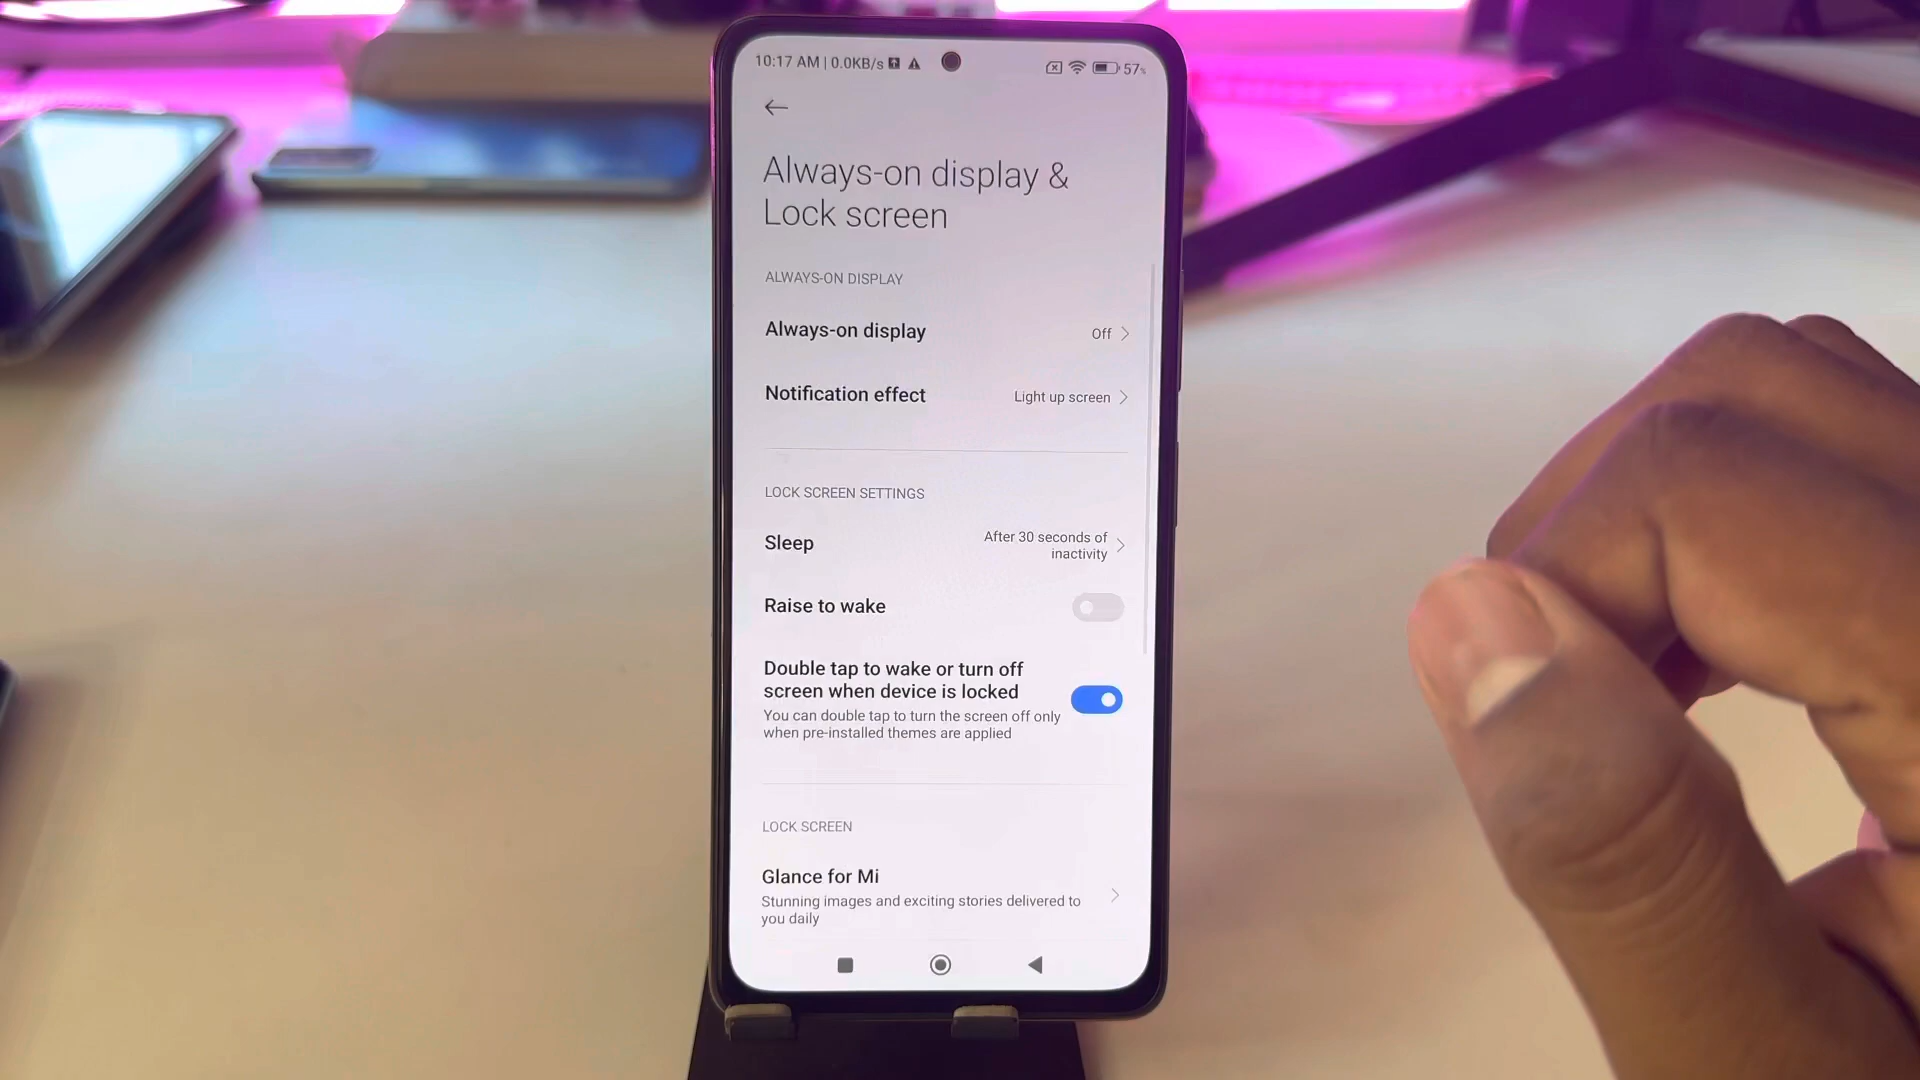 10:17 AM | 0.0KB/s
57%
Always-on display &
Lock screen
ALWAYS-ON DISPLAY
Always-on display
Off
Notification effect
Light up screen
LOCK SCREEN SETTINGS
Sleep
After 30 seconds of
inactivity
Raise to wake
Double tap to wake or turn off
screen when device is locked
You can double tap to turn the screen off only
when pre-installed themes are applied
LOCK SCREEN
Glance for Mi
Stunning images and exciting stories delivered to
you daily